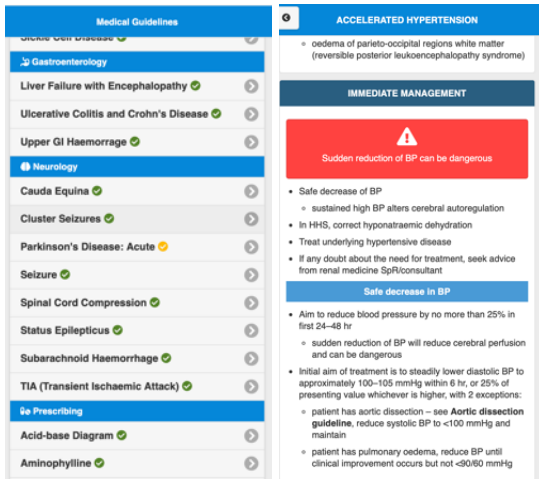 Medical Guidelines
Sickle Cell Disease
Gastroenterology
Liver Failure with Encephalopathy
Ulcerative Colitis and Crohn's Disease
Upper GI Haemorrage
Neurology
Cauda Equina
Cluster Seizures
Parkinson's Disease: Acute
Seizure
Spinal Cord Compression
Status Epilepticus
Subarachnoid Haemorrhage
TIA (Transient Ischaemic Attack)
Prescribing
Acid-base Diagram
Aminophylline
ACCELERATED HYPERTENSION
oedema of parieto-occipital regions white matter
(reversible posterior leukoencephalopathy syndrome)
IMMEDIATE MANAGEMENT
Sudden reduction of BP can be dangerous
Safe decrease of BP
sustained high BP alters cerebral autoregulation
In HHS, correct hyponatraemic dehydration
Treat underlying hypertensive disease
If any doubt about the need for treatment, seek advice
from renal medicine SpR/consultant
Safe decrease in BP
Aim to reduce blood pressure by no more than 25% in
first 24–48 hr
sudden reduction of BP will reduce cerebral perfusion
and can be dangerous
Initial aim of treatment is to steadily lower diastolic BP to
approximately 100–105 mmHg within 6 hr, or 25% of
presenting value whichever is higher, with 2 exceptions:
patient has aortic dissection – see Aortic dissection
guideline, reduce systolic BP to <100 mmHg and
maintain
patient has pulmonary oedema, reduce BP until
clinical improvement occurs but not <90/60 mmHg